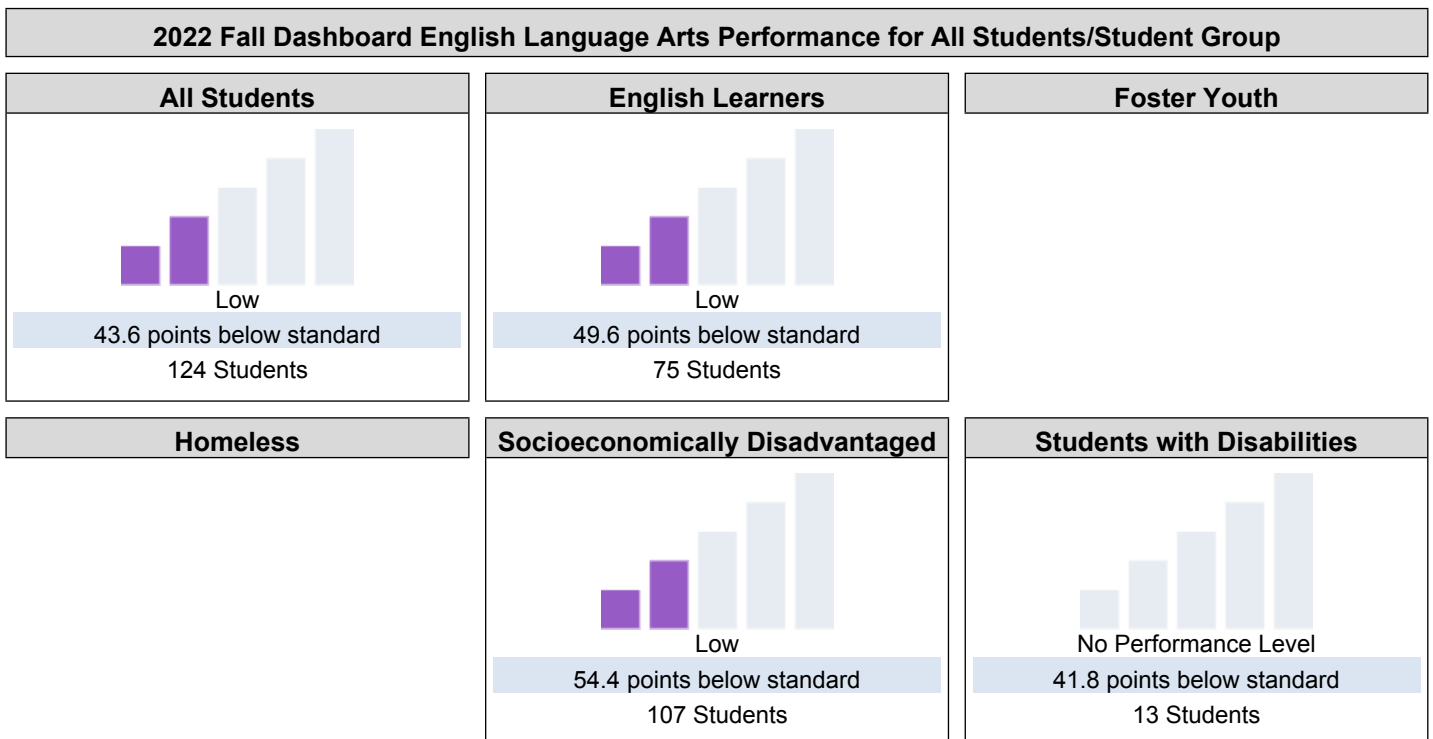 2022 Fall Dashboard English Language Arts Performance for All Students/Student Group
All Students
Low
43.6 points below standard
124 Students
English Learners
Low
49.6 points below standard
75 Students
Foster Youth
Homeless
Socioeconomically Disadvantaged
Low
54.4 points below standard
107 Students
Students with Disabilities
No Performance Level
41.8 points below standard
13 Students